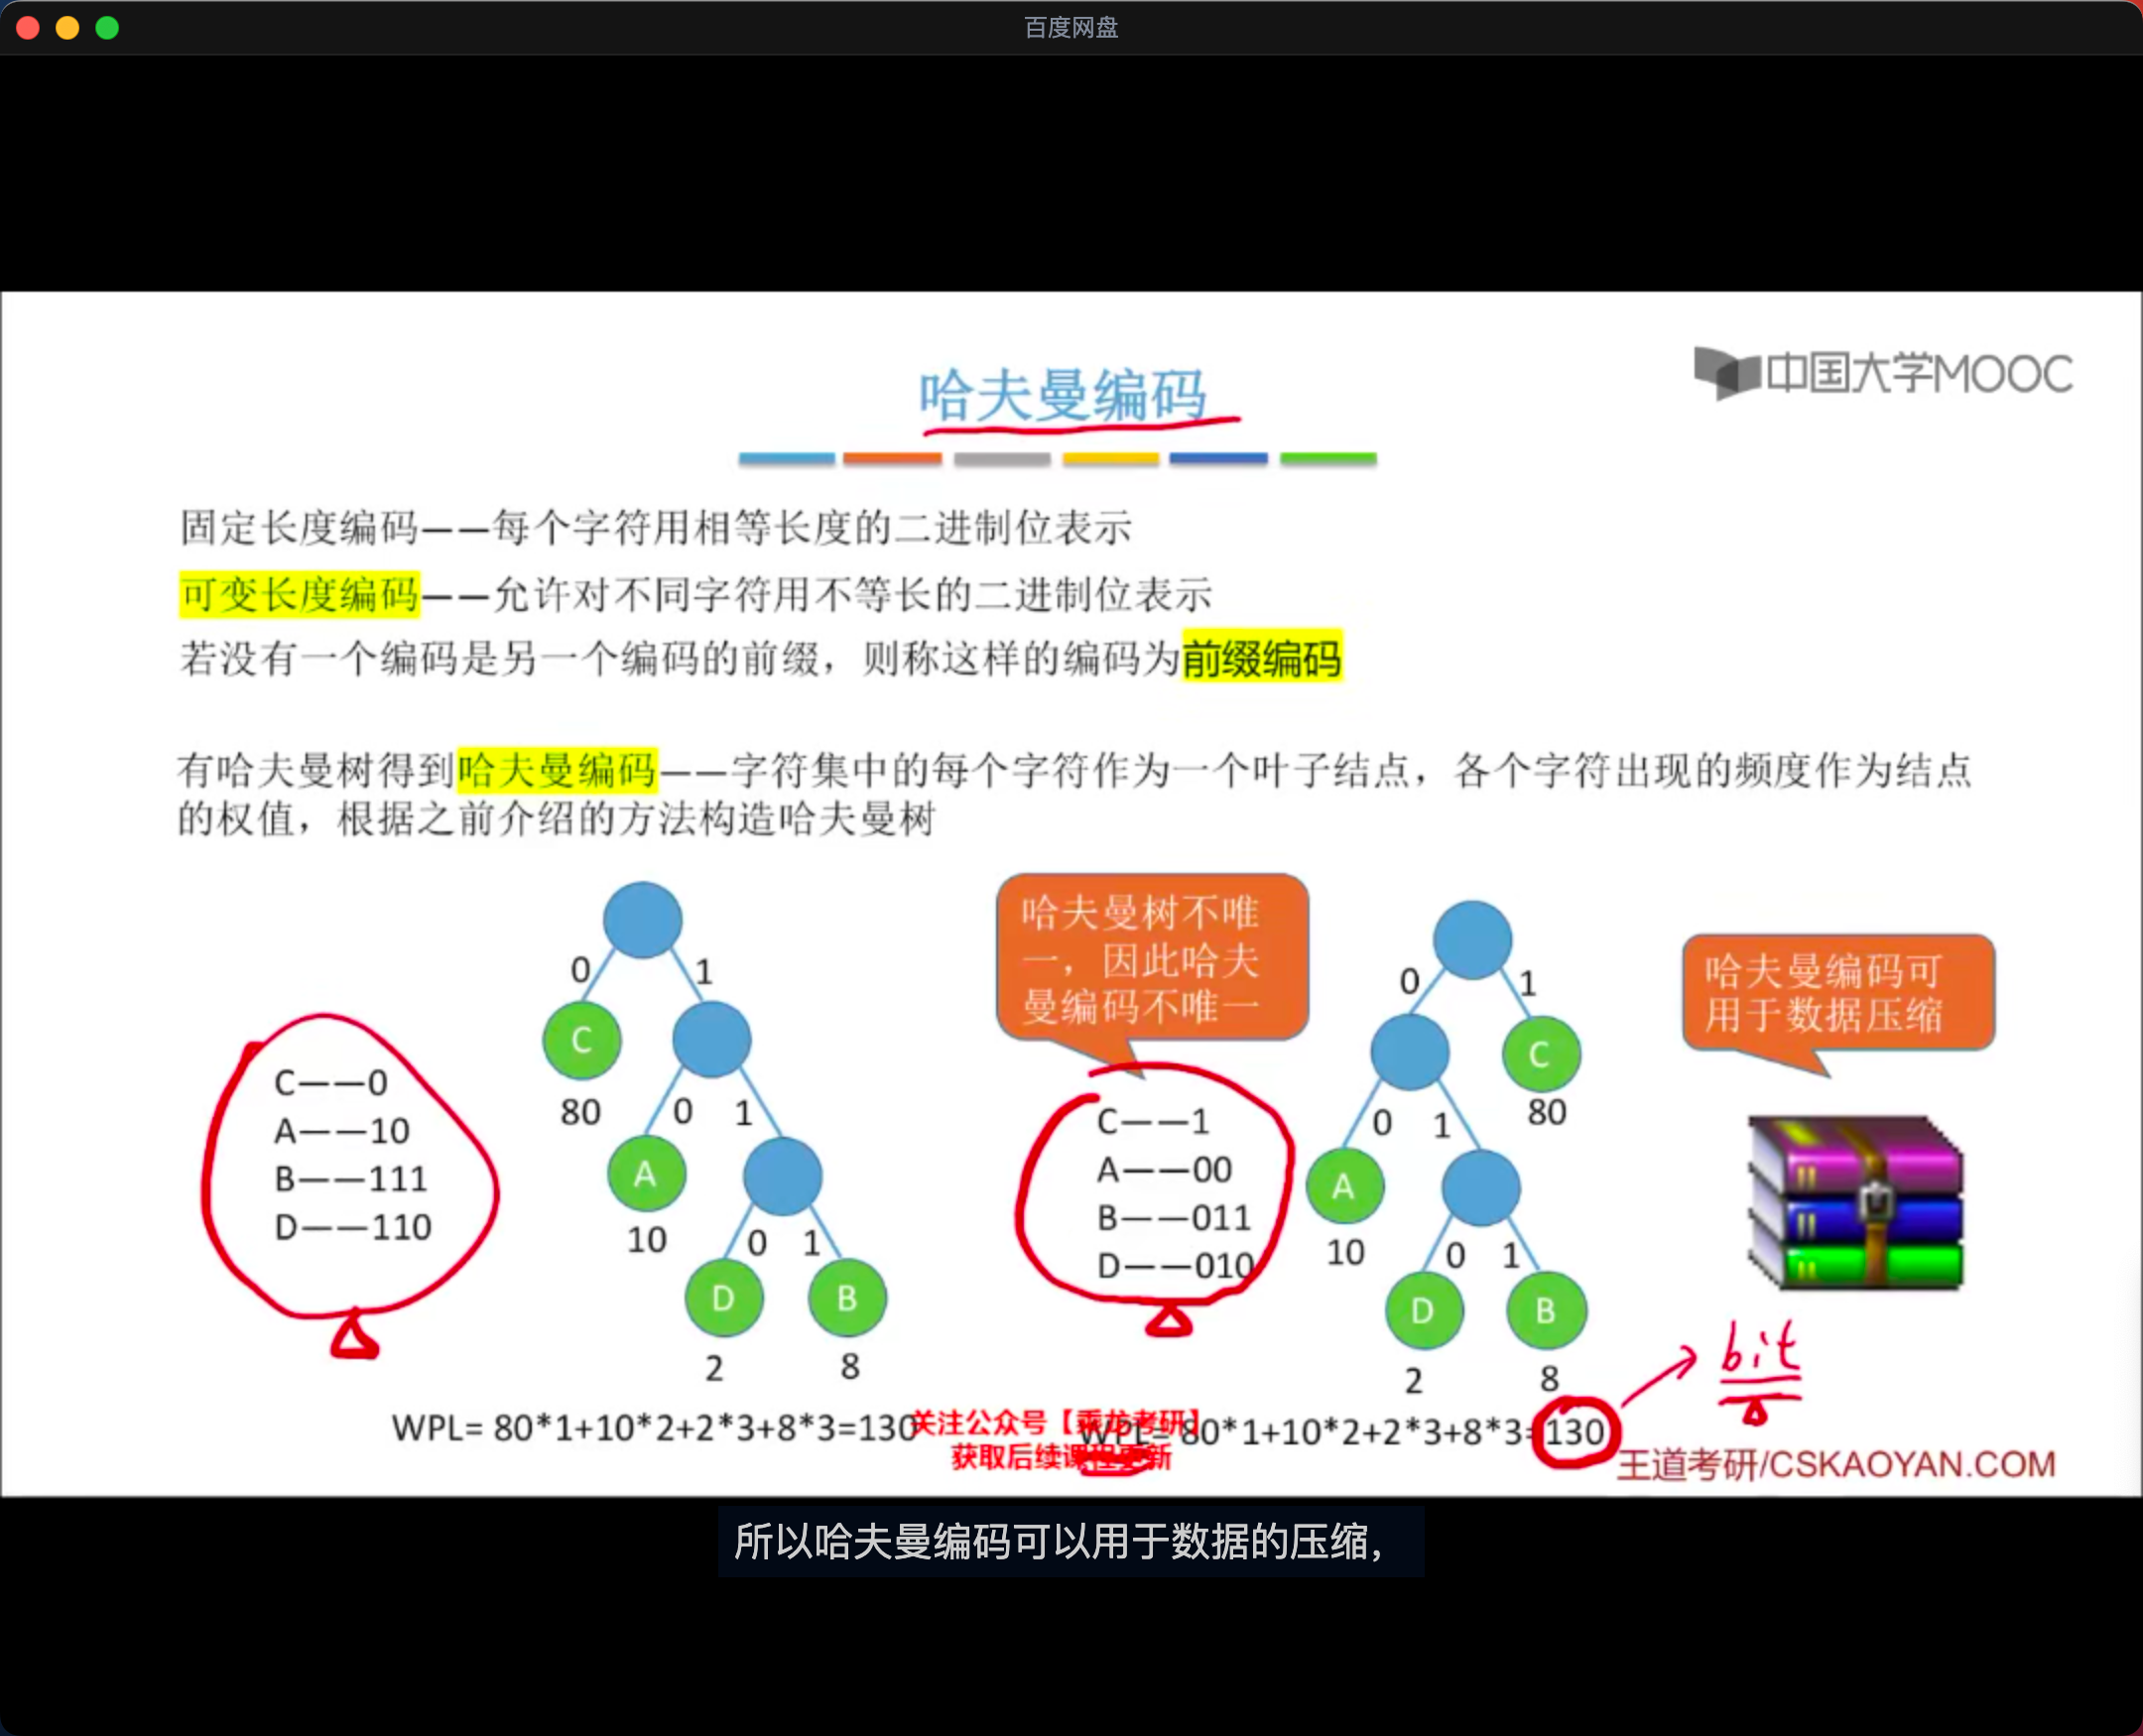 百度网盘
中国大学MOOC
哈夫曼编码
固定长度编码——每个字符用相等长度的二进制位表示
可变长度编码——允许对不同字符用不等长的二进制位表示
若没有一个编码是另一个编码的前缀，则称这样的编码为前缀编码
有哈夫曼树得到哈夫曼编码——字符集中的每个字符作为一个叶子结点，各个字符出现的频度作为结点
的权值，根据之前介绍的方法构造哈夫曼树
C——0
A——10
B——111
D——110
0 1
C
80
0 1
A
10
0 1
D B
2 8
WPL= 80*1+10*2+2*3+8*3=130
哈夫曼树不唯
一，因此哈夫
曼编码不唯一
C——1
A——00
B——011
D——010
0 1
C
80
0 1
A
10
0 1
D B
2 8
WPL= 80*1+10*2+2*3+8*3=130
哈夫曼编码可
用于数据压缩
bit
关注公众号【乘龙考研】
获取后续课程更新
王道考研/CSKAOYAN.COM
所以哈夫曼编码可以用于数据的压缩,